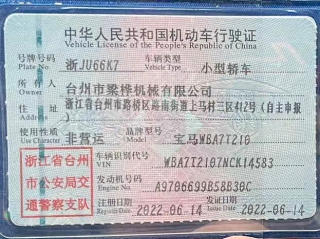 中华人民共和国机动车行驶证
Vehicle License of the People's Republic of China
号牌号码 浙JU66K7 车辆类型 小型轿车
Plate No. Vehicle Type
所有人 台州市梁桦机械有限公司
Owner
浙江省台州市路桥区蓬南街道上马村三区412号(自主申报)
使用性质 非营运 品牌型号 宝马WBA7T210
Use Character Model
浙江省台州
市公安局交
通警察支队
车辆识别代号 WBA7T2107NCK14583
VIN
发动机号码 A9706699B58B30C
Engine No.
注册日期 2022-06-14 发证日期 2022-06-14
Register Date Issue Date